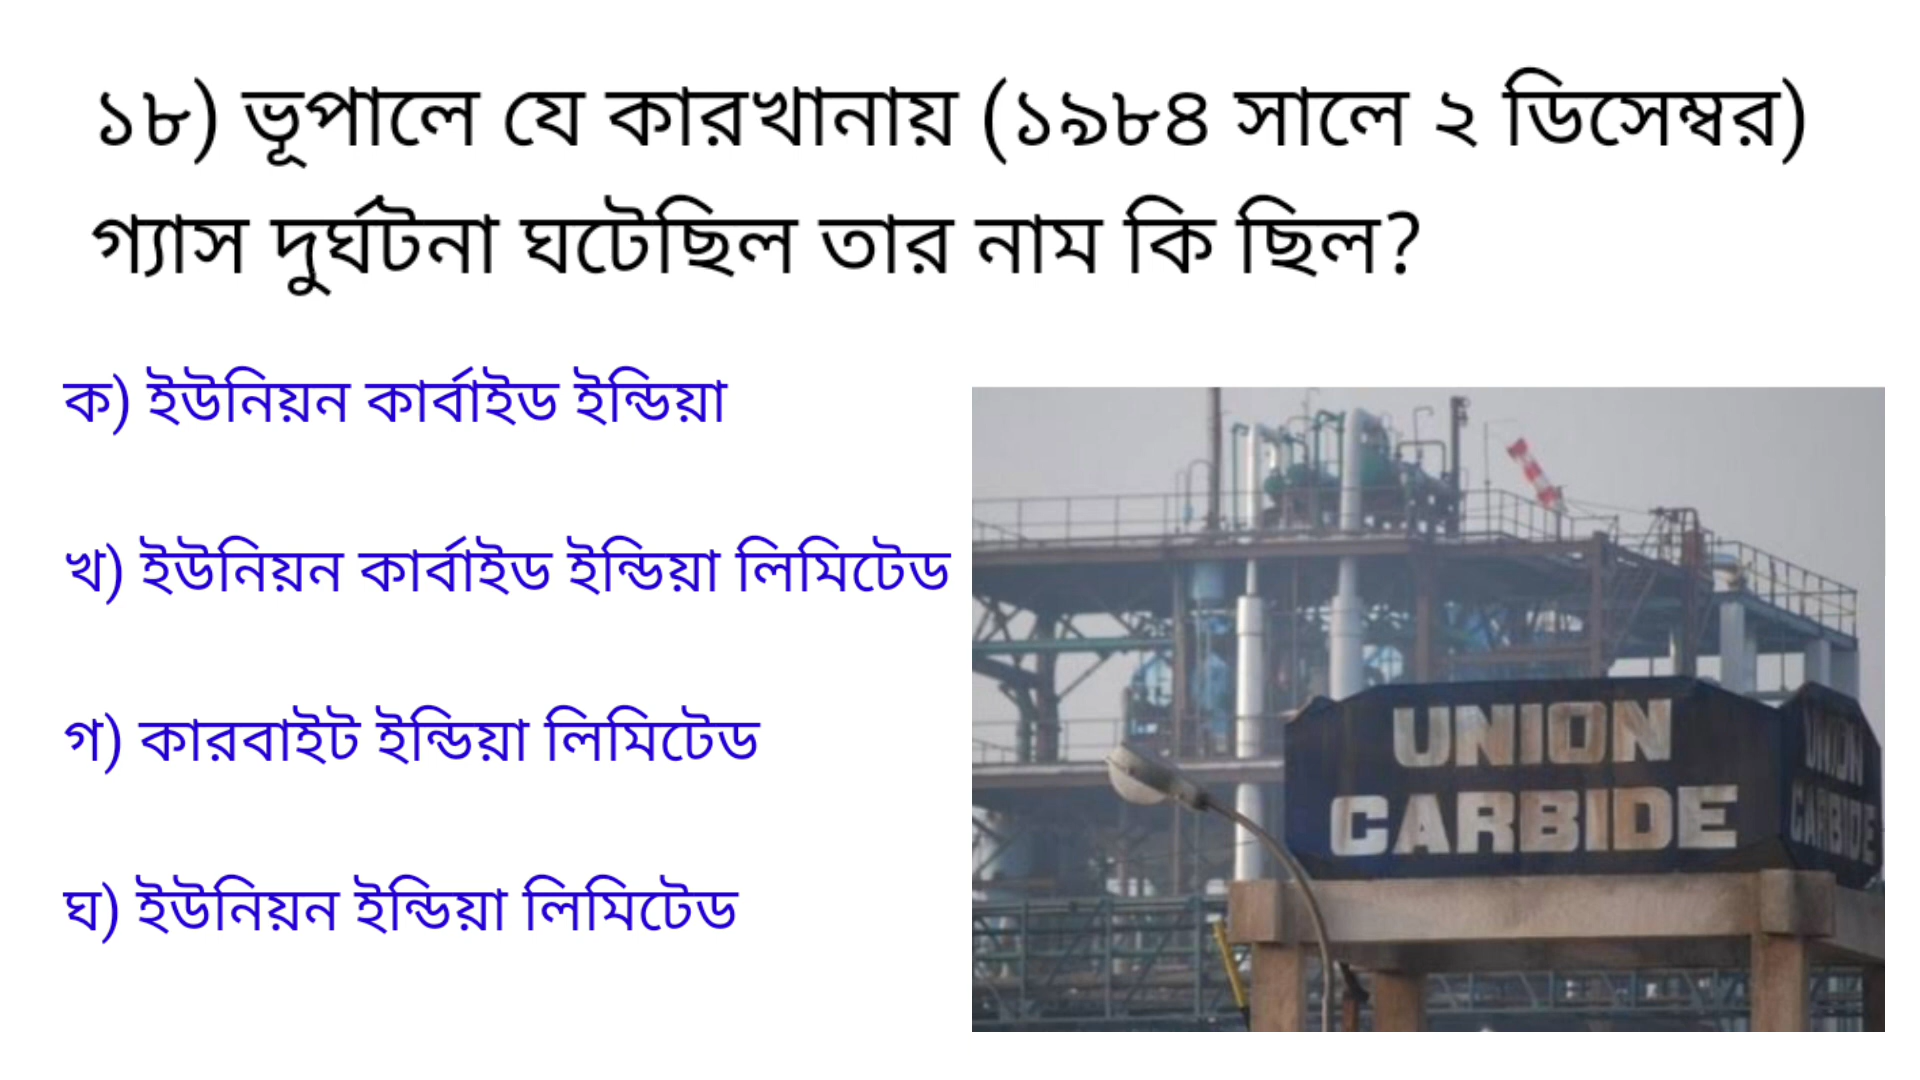 ১৮) ভূপালে যে কারখানায় (১৯৮৪ সালে ২ ডিসেম্বর)
গ্যাস দুর্ঘটনা ঘটেছিল তার নাম কি ছিল?
ক) ইউনিয়ন কার্বাইড ইন্ডিয়া
খ) ইউনিয়ন কার্বাইড ইন্ডিয়া লিমিটেড
গ) কারবাইট ইন্ডিয়া লিমিটেড
ঘ) ইউনিয়ন ইন্ডিয়া লিমিটেড
UNION
CARBIDE
UNION
CARBIDE